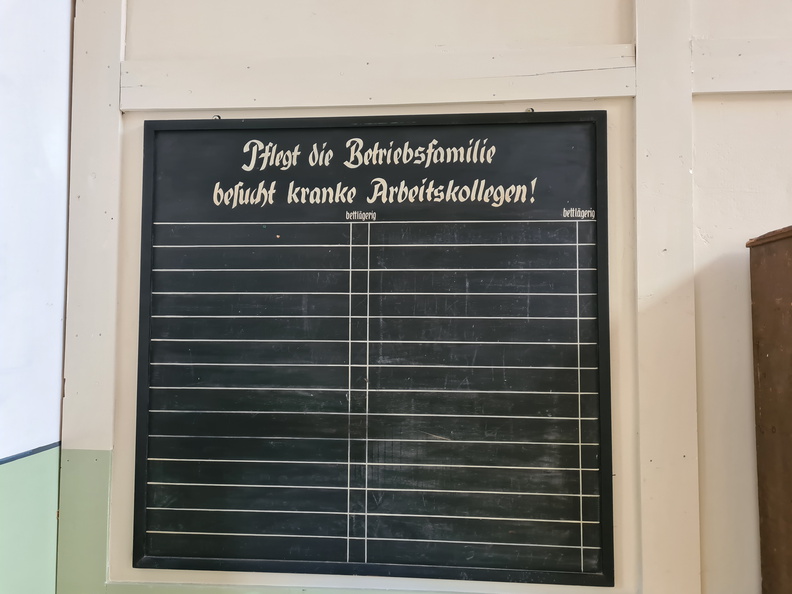 Pflegt die Betriebsfamilie
besucht kranke Arbeitskollegen!
bettlägerig bettlägerig